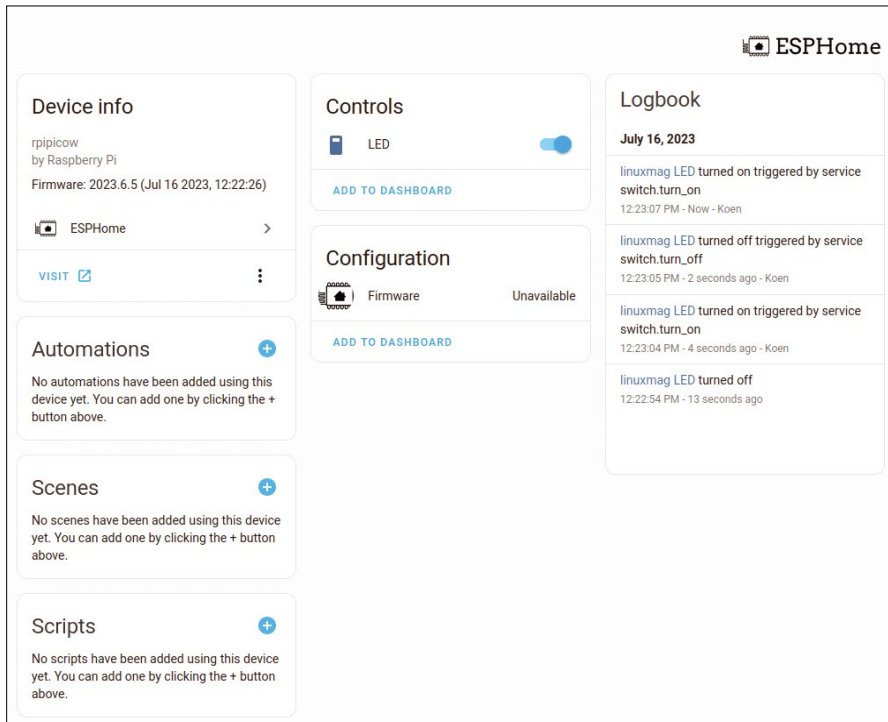 ESPHome
Device info
rpipicow
by Raspberry Pi
Firmware: 2023.6.5 (Jul 16 2023, 12:22:26)
ESPHome
VISIT
Automations
No automations have been added using this
device yet. You can add one by clicking the +
button above.
Scenes
No scenes have been added using this device
yet. You can add one by clicking the + button
above.
Scripts
No scripts have been added using this device
yet. You can add one by clicking the + button
above.
Controls
LED
ADD TO DASHBOARD
Configuration
Firmware Unavailable
ADD TO DASHBOARD
Logbook
July 16, 2023
linuxmag LED turned on triggered by service
switch.turn_on
12:23:07 PM - Now - Koen
linuxmag LED turned off triggered by service
switch.turn_off
12:23:05 PM - 2 seconds ago - Koen
linuxmag LED turned on triggered by service
switch.turn_on
12:23:04 PM - 4 seconds ago - Koen
linuxmag LED turned off
12:22:54 PM - 13 seconds ago